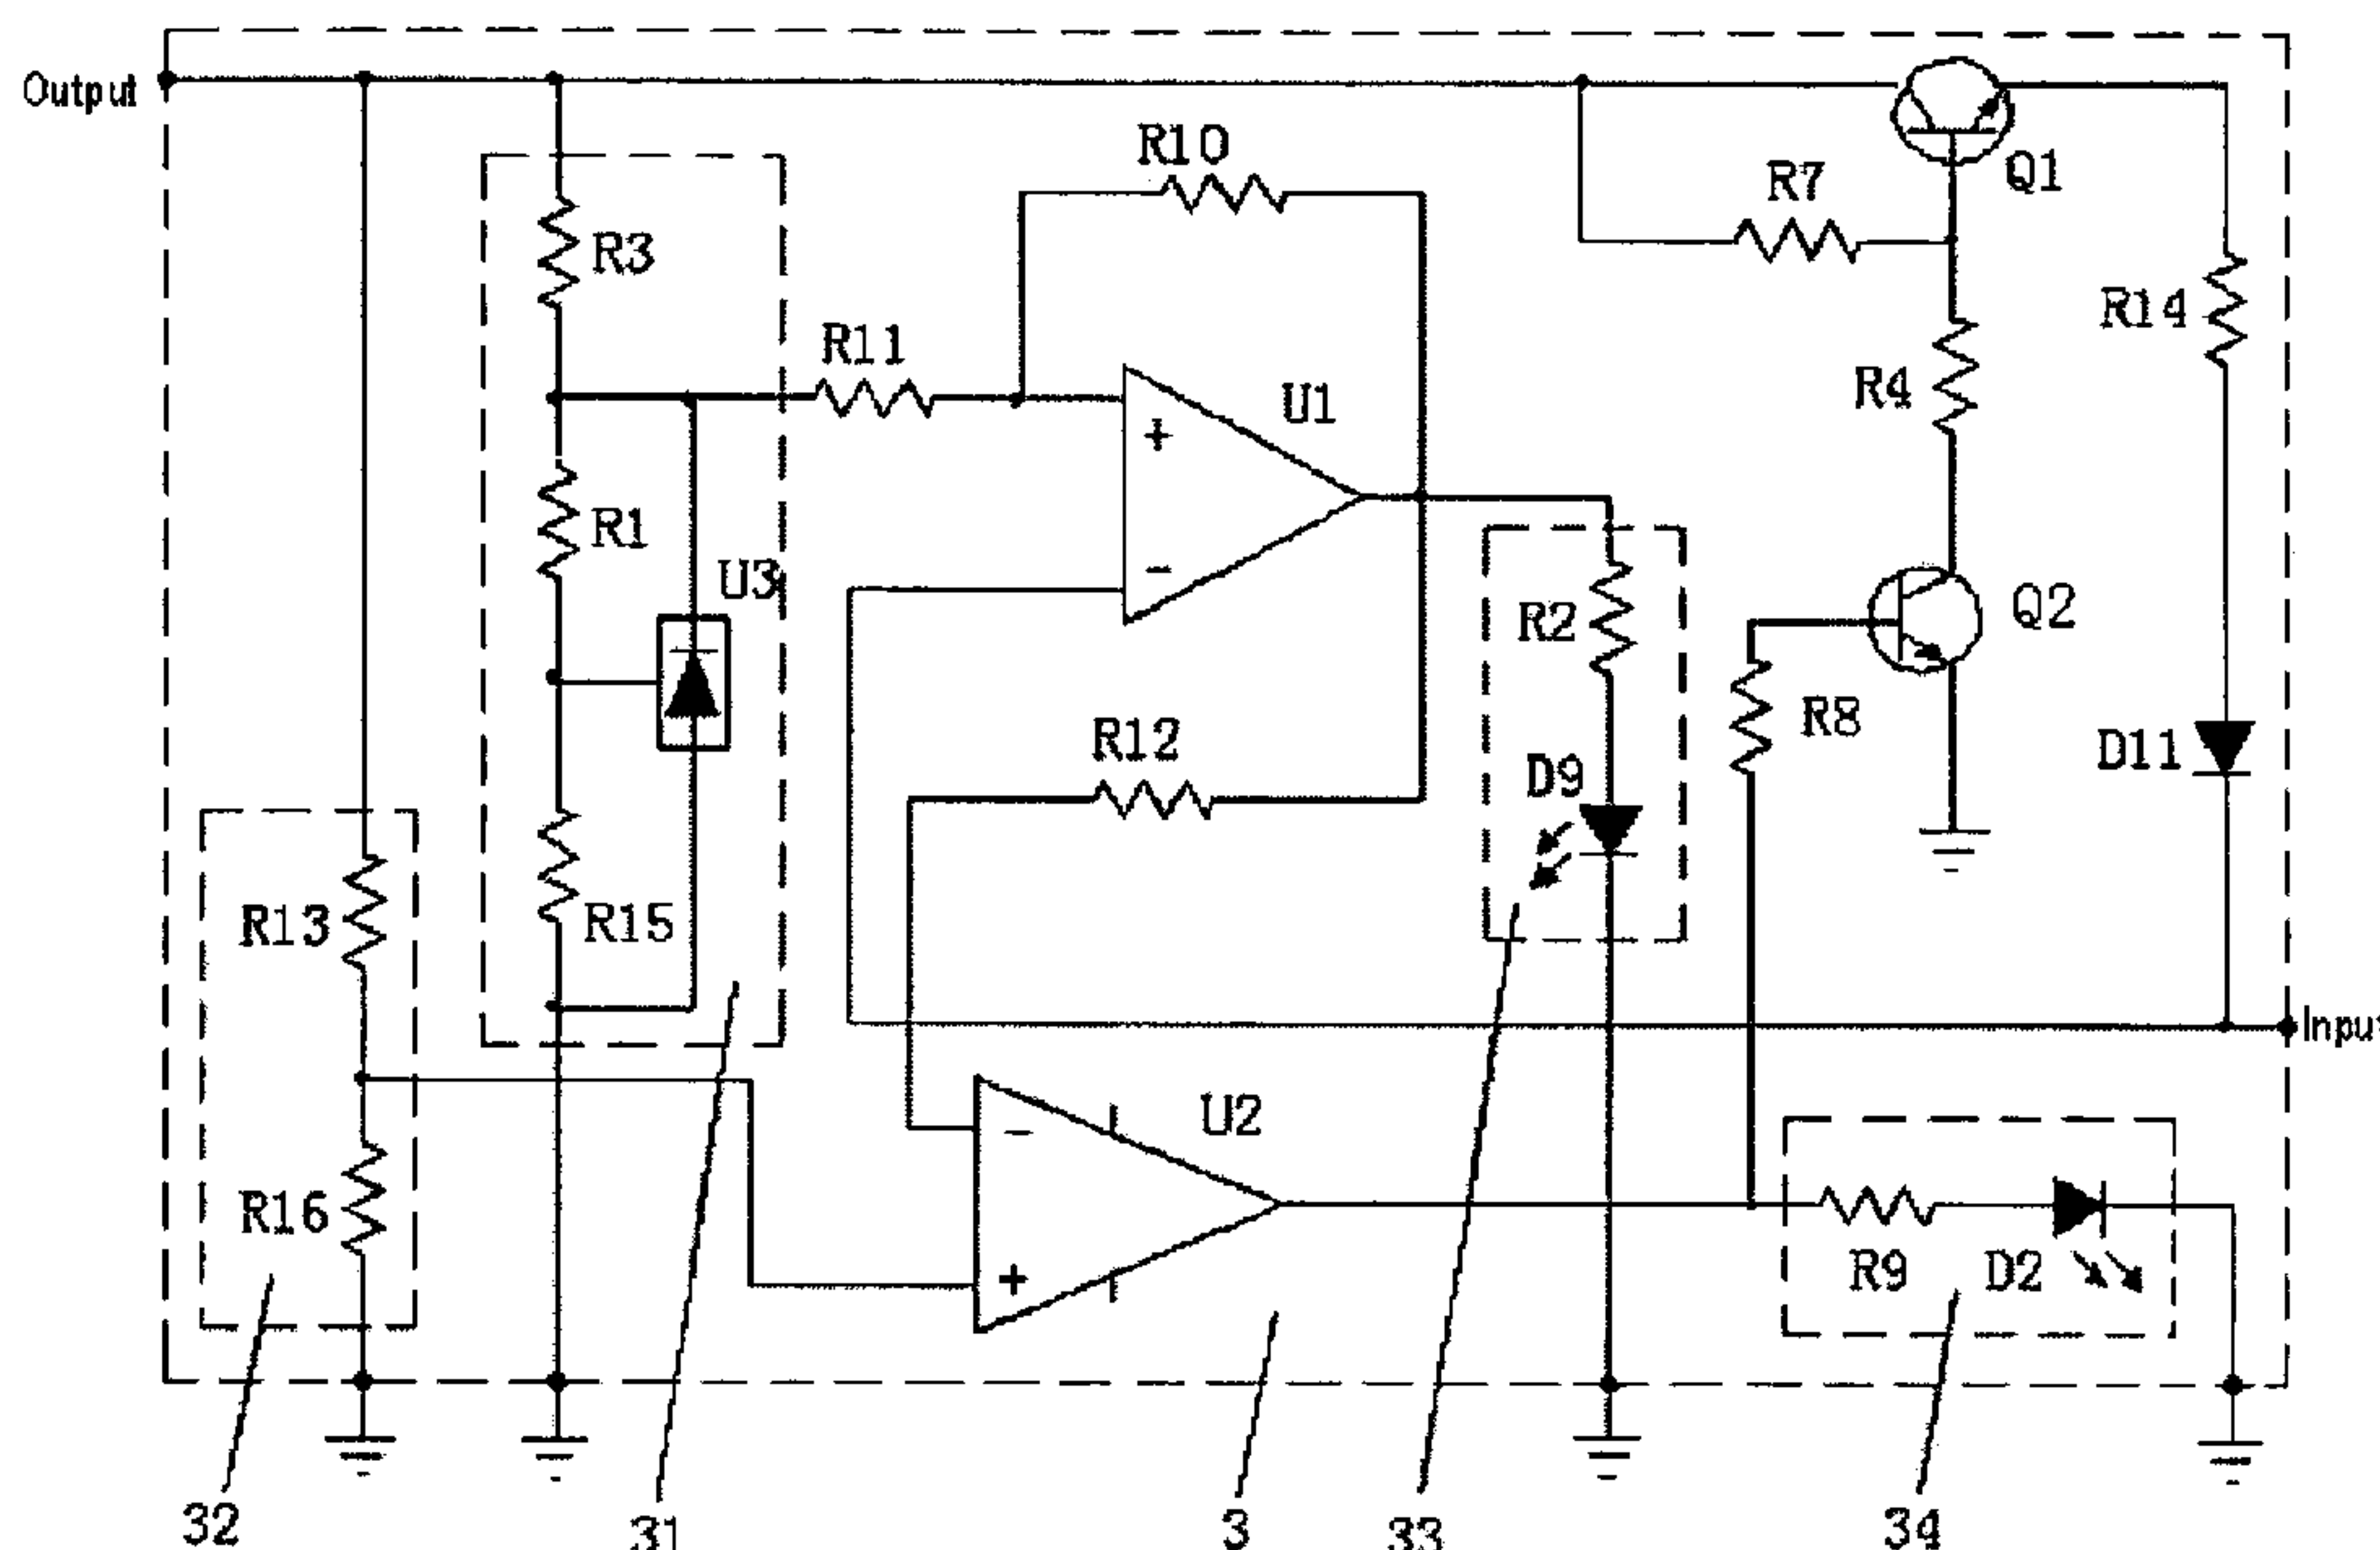 Output
R10
Q1
R7
R3
R14
R11
R4
U1
R1
U3
R2
Q2
R8
R12
D9
D11
R13
R15
Input
U2
-
+
+
-
R16
R9
D2
32
31
3
33
34